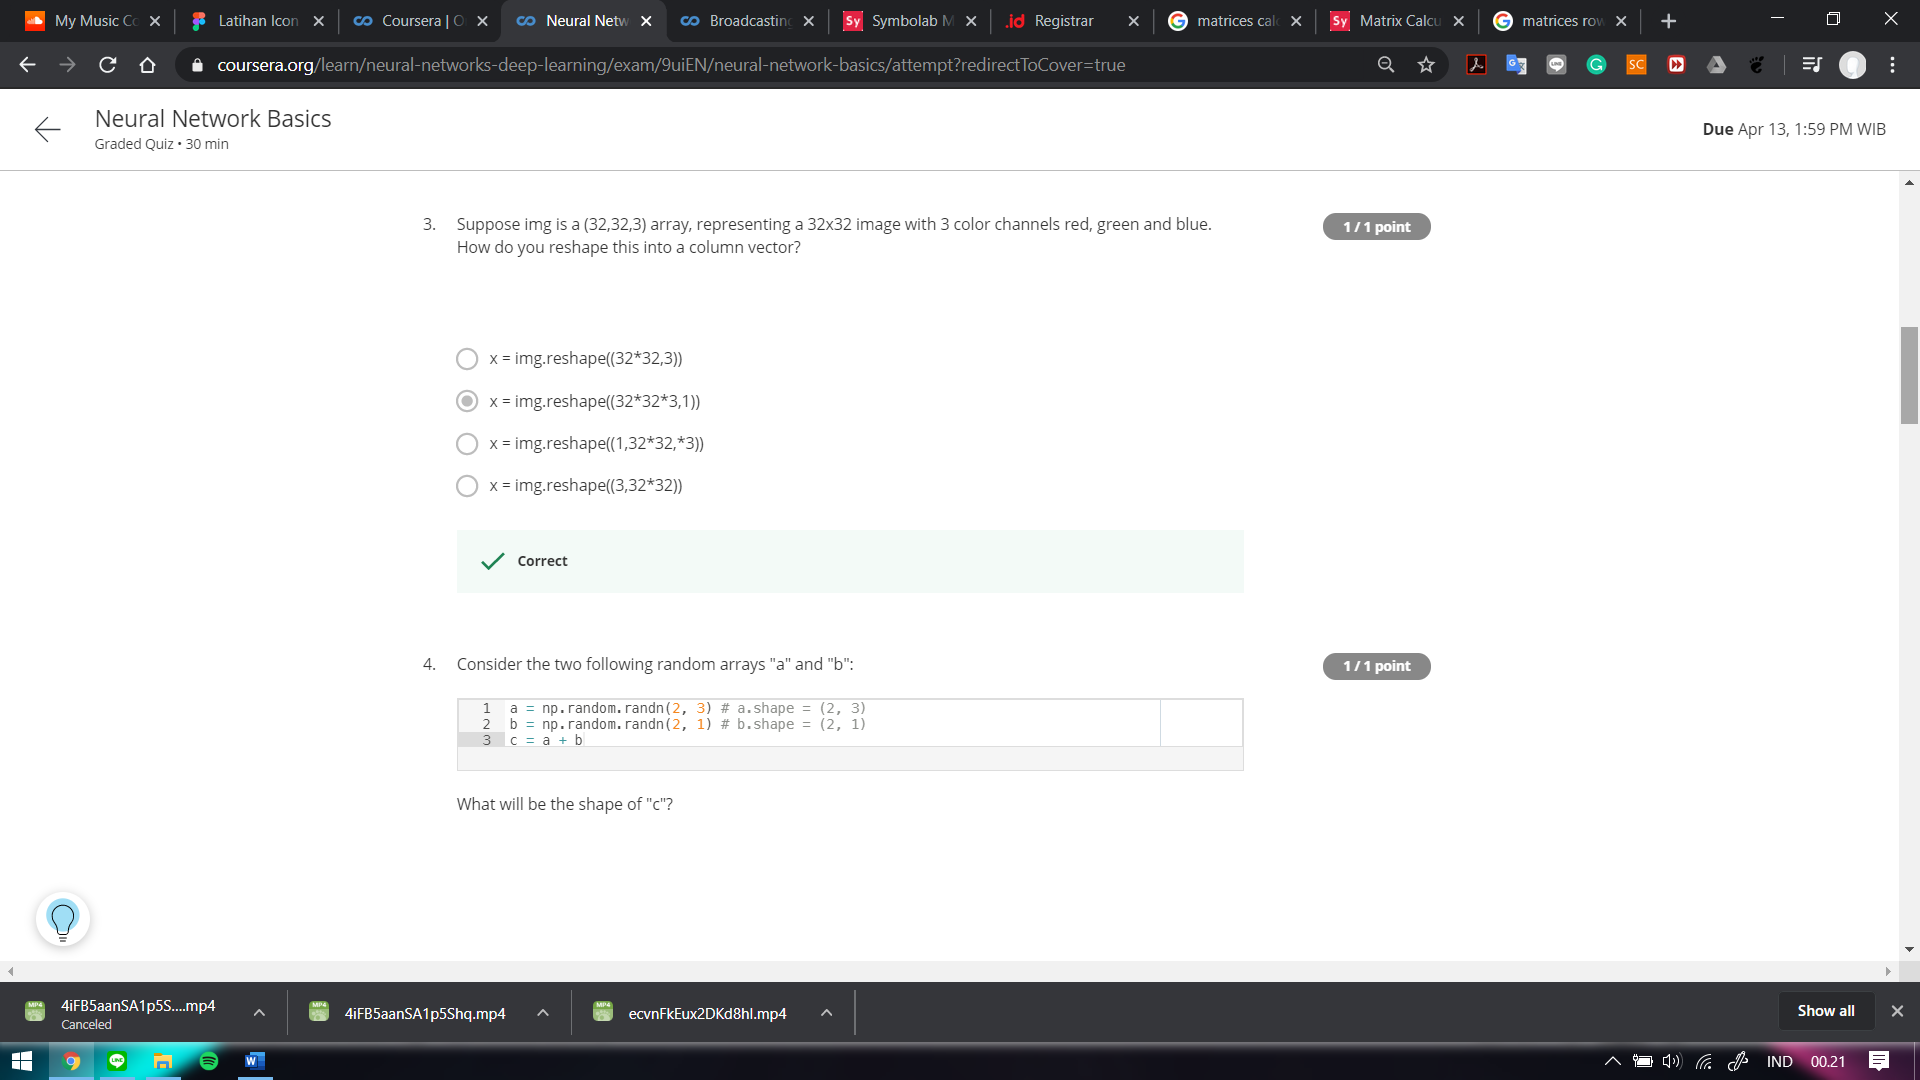 My Music Co
Latihan Icon
Coursera | O
Neural Netw
Broadcasting
Symbolab M
.id Registrar
matrices calc
Matrix Calcu
matrices row
coursera.org/learn/neural-networks-deep-learning/exam/9uiEN/neural-network-basics/attempt?redirectToCover=true
Neural Network Basics
Graded Quiz • 30 min
Due Apr 13, 1:59 PM WIB
3. Suppose img is a (32,32,3) array, representing a 32x32 image with 3 color channels red, green and blue.
How do you reshape this into a column vector?
1 / 1 point
x = img.reshape((32*32,3))
x = img.reshape((32*32*3,1))
x = img.reshape((1,32*32,*3))
x = img.reshape((3,32*32))
Correct
4. Consider the two following random arrays "a" and "b":
1 / 1 point
1 a = np.random.randn(2, 3) # a.shape = (2, 3)
2 b = np.random.randn(2, 1) # b.shape = (2, 1)
3 c = a + b
What will be the shape of "c"?
4iFB5aanSA1p5S....mp4
Canceled
4iFB5aanSA1p5Shq.mp4
ecvnFkEux2DKd8hl.mp4
Show all
IND
00.21